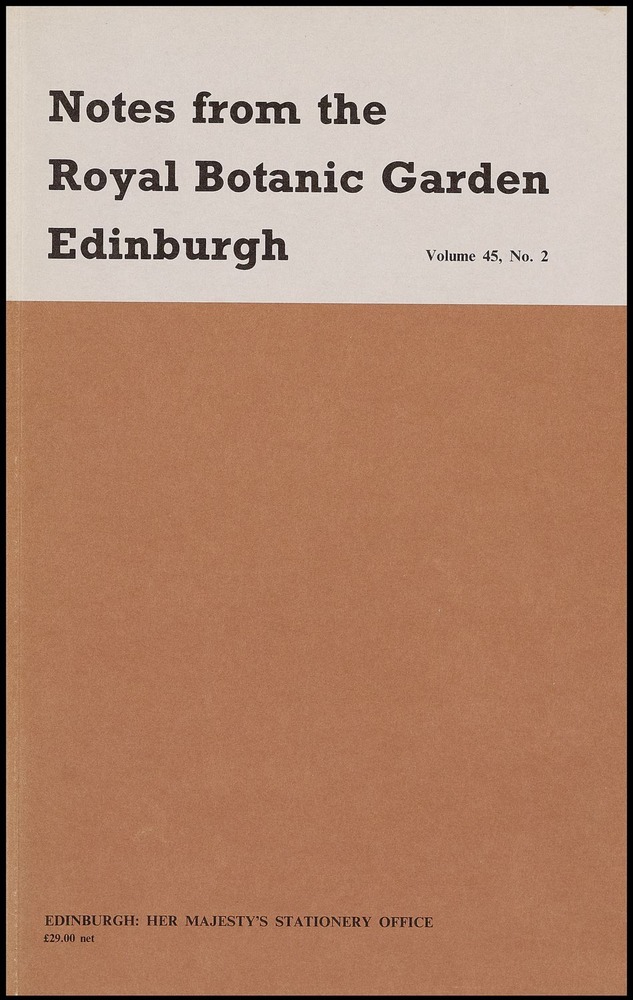 Notes from the
Royal Botanic Garden
Edinburgh
Volume 45, No. 2
EDINBURGH: HER MAJESTY'S STATIONERY OFFICE
£29.00 net